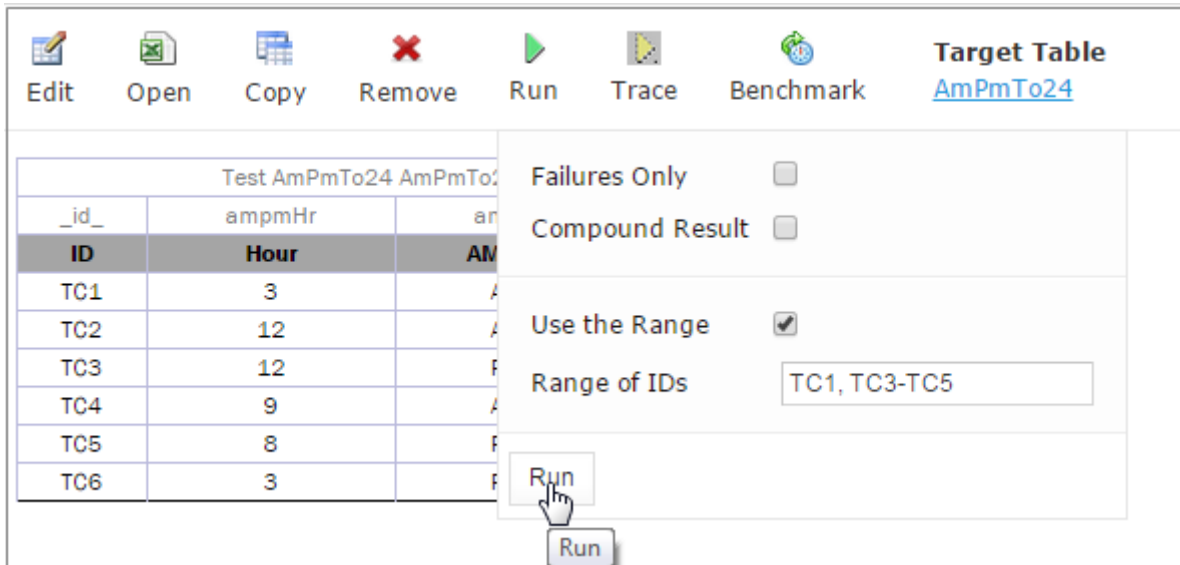 Edit Open Copy Remove Run Trace Benchmark
Target Table
AmPmTo24
Test AmPmTo24
_id_ ampmHr
ID Hour
TC1 3
TC2 12
TC3 12
TC4 9
TC5 8
TC6 3
Failures Only
Compound Result
Use the Range
Range of IDs TC1, TC3-TC5
Run
Run